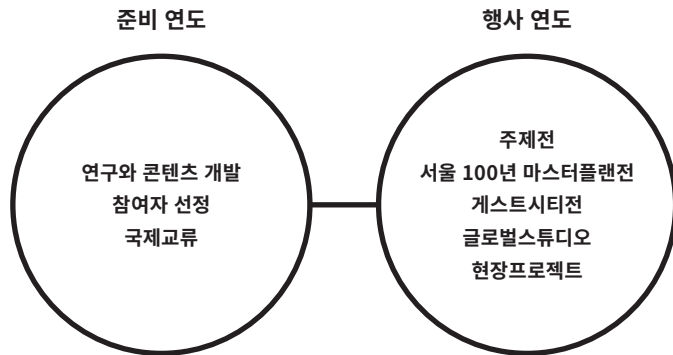 준비 연도
행사 연도
연구와 콘텐츠 개발
참여자 선정
국제교류
주제전
서울 100년 마스터플랜전
게스트시티전
글로벌스튜디오
현장프로젝트